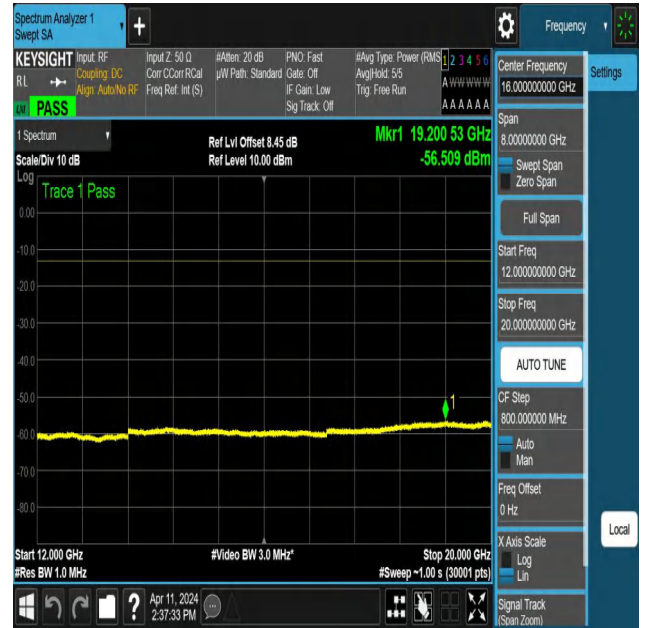 Spectrum Analyzer 1
Swept SA
+
Frequency
KEYSIGHT
RL
LXI
PASS
Input: RF
Coupling: DC
Align: Auto/No RF
Input Z: 50 Ω
Corr CCorr RCal
Freq Ref: Int (S)
#Atten: 20 dB
µW Path: Standard
PNO: Fast
Gate: Off
IF Gain: Low
Sig Track: Off
#Avg Type: Power (RMS
Avg|Hold: 5/5
Trig: Free Run
1 2 3 4 5 6
A W W W W W
A A A A A A
1 Spectrum
Scale/Div 10 dB
Log
Ref Lvl Offset 8.45 dB
Ref Level 10.00 dBm
Mkr1 19.200 53 GHz
-56.509 dBm
Trace 1 Pass
0.00
-10.0
-20.0
-30.0
-40.0
-50.0
-60.0
-70.0
-80.0
1
Start 12.000 GHz
#Res BW 1.0 MHz
#Video BW 3.0 MHz*
Stop 20.000 GHz
#Sweep ~1.00 s (30001 pts)
Apr 11, 2024
2:37:33 PM
Center Frequency
16.000000000 GHz
Span
8.00000000 GHz
Swept Span
Zero Span
Full Span
Start Freq
12.000000000 GHz
Stop Freq
20.000000000 GHz
AUTO TUNE
CF Step
800.000000 MHz
Auto
Man
Freq Offset
0 Hz
X Axis Scale
Log
Lin
Signal Track
(Span Zoom)
Settings
Local